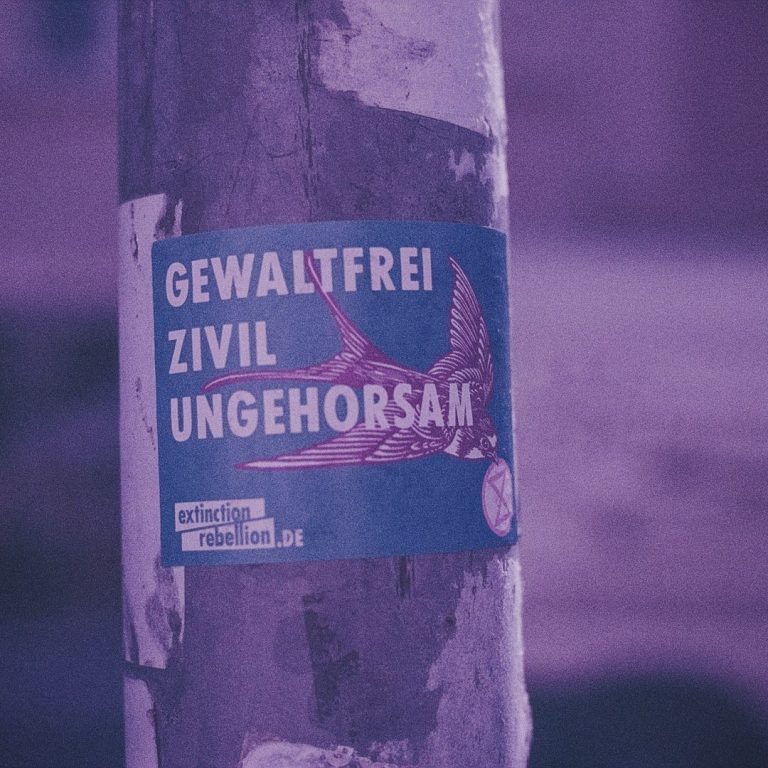 GEWALTFREI
ZIVIL
UNGEHORSAM
extinction
rebellion.DE